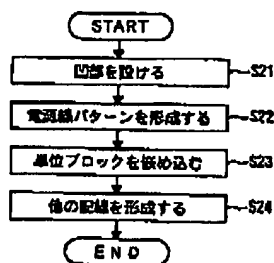 START
凹部を設ける
S21
電源線パターンを形成する
S22
単位ブロックを嵌め込む
S23
他の配線を形成する
S24
END